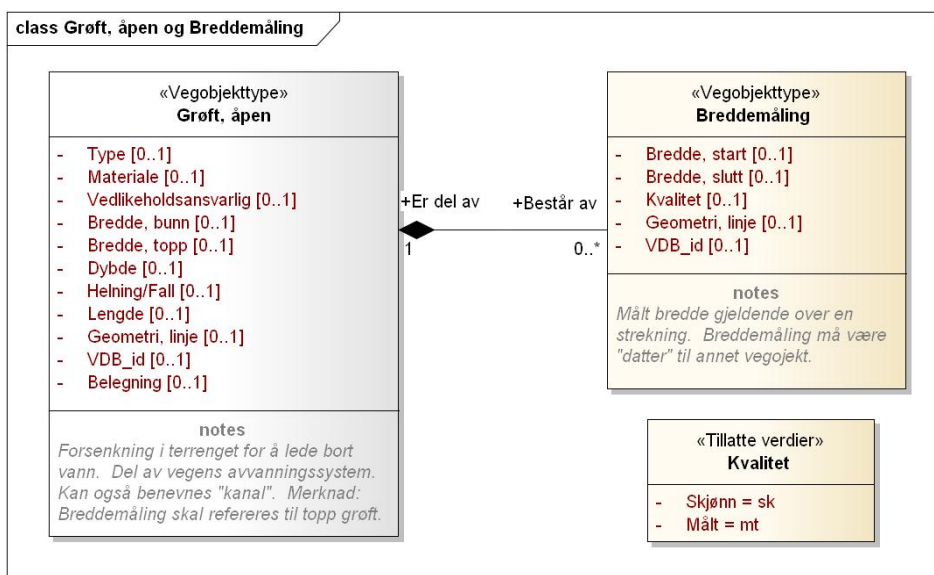 class Grøft, åpen og Breddemåling
«Vegobjekttype»
Grøft, åpen
- Type [0..1]
- Materiale [0..1]
- Vedlikeholdsansvarlig [0..1]
- Bredde, bunn [0..1]
- Bredde, topp [0..1]
- Dybde [0..1]
- Helning/Fall [0..1]
- Lengde [0..1]
- Geometri, linje [0..1]
- VDB_id [0..1]
- Belegning [0..1]
notes
Forsenkning i terrenget for å lede bort
vann. Del av vegens avvanningssystem.
Kan også benevnes "kanal". Merknad:
Breddemåling skal refereres til topp grøft.
+Er del av
1
+Består av
0..*
«Vegobjekttype»
Breddemåling
- Bredde, start [0..1]
- Bredde, slutt [0..1]
- Kvalitet [0..1]
- Geometri, linje [0..1]
- VDB_id [0..1]
notes
Målt bredde gjeldende over en
strekning. Breddemåling må være
"datter" til annet vegojekt.
«Tillatte verdier»
Kvalitet
- Skjønn = sk
- Målt = mt